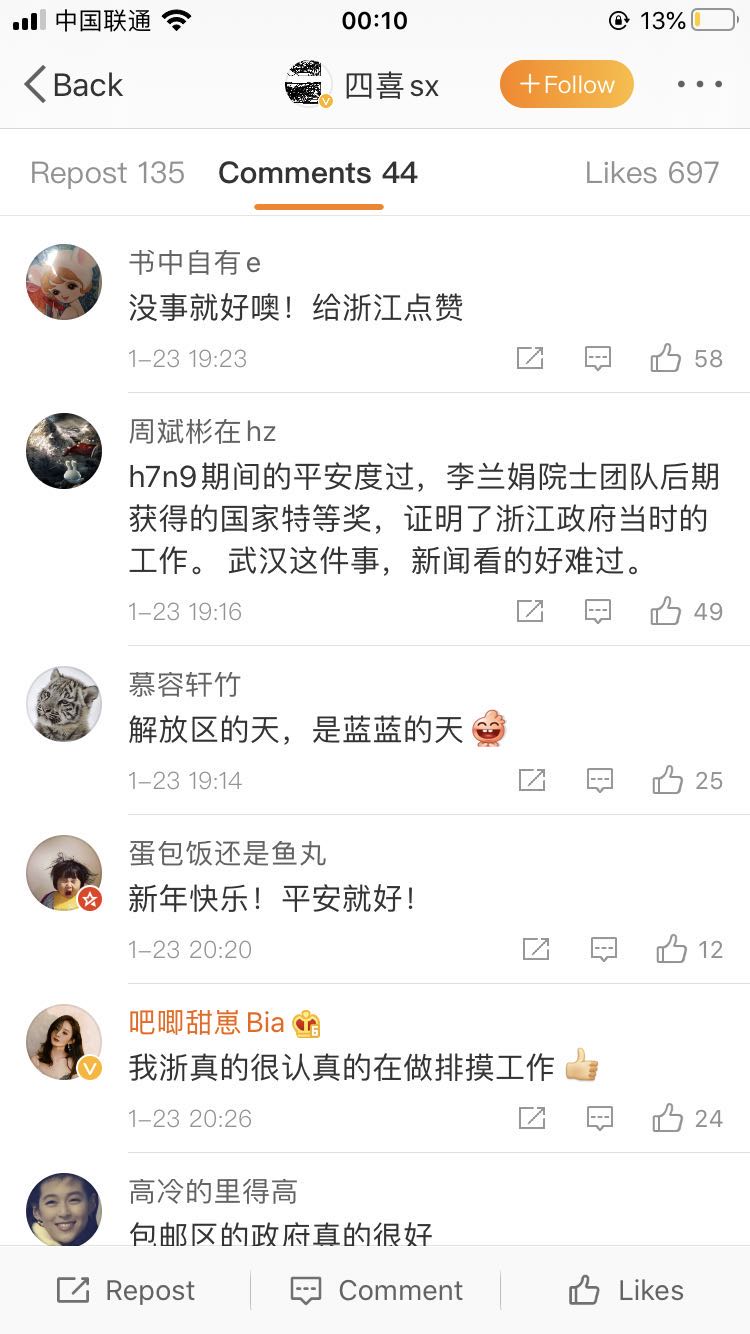 中国联通
00:10
13%
Back
四喜sx
+Follow
Repost 135
Comments 44
Likes 697
书中自有e
没事就好噢！给浙江点赞
1-23 19:23
58
周斌彬在hz
h7n9期间的平安度过，李兰娟院士团队后期
获得的国家特等奖，证明了浙江政府当时的
工作。 武汉这件事，新闻看的好难过。
1-23 19:16
49
慕容轩竹
解放区的天，是蓝蓝的天
1-23 19:14
25
蛋包饭还是鱼丸
新年快乐！平安就好！
1-23 20:20
12
吧唧甜崽Bia
我浙真的很认真的在做排摸工作
1-23 20:26
24
高冷的里得高
包邮区的政府真的很好
Repost
Comment
Likes